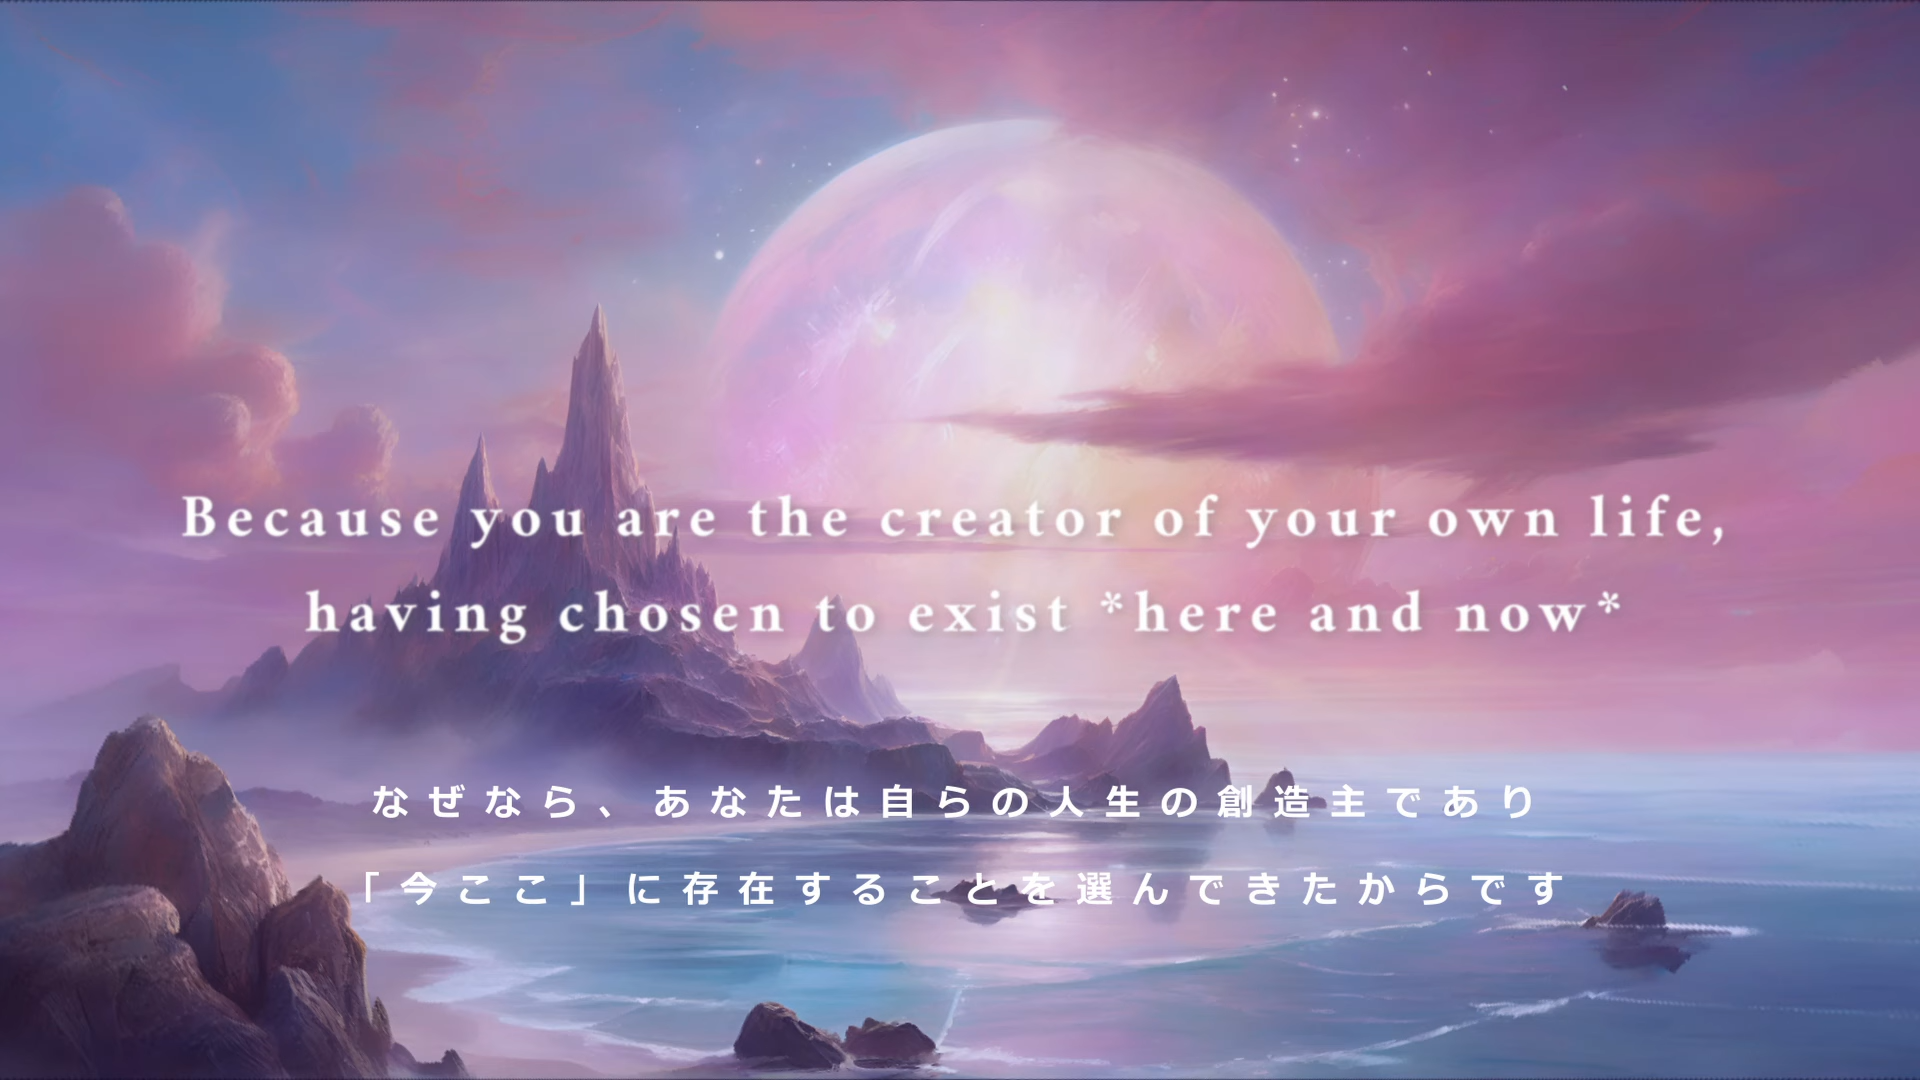 Because you are the creator of your own life,
having chosen to exist *here and now*
なぜなら、あなたは自らの人生の創造主であり
「今ここ」に存在することを選んできたからです